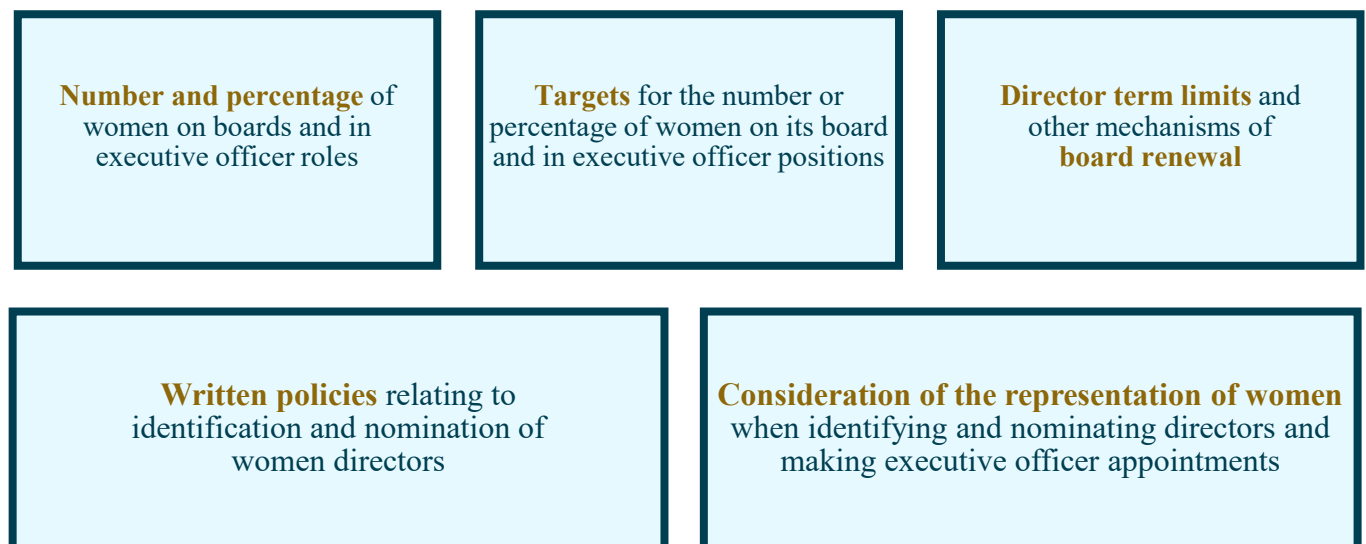 Number and percentage of
women on boards and in
executive officer roles
Targets for the number or
percentage of women on its board
and in executive officer positions
Director term limits and
other mechanisms of
board renewal
Written policies relating to
identification and nomination of
women directors
Consideration of the representation of women
when identifying and nominating directors and
making executive officer appointments